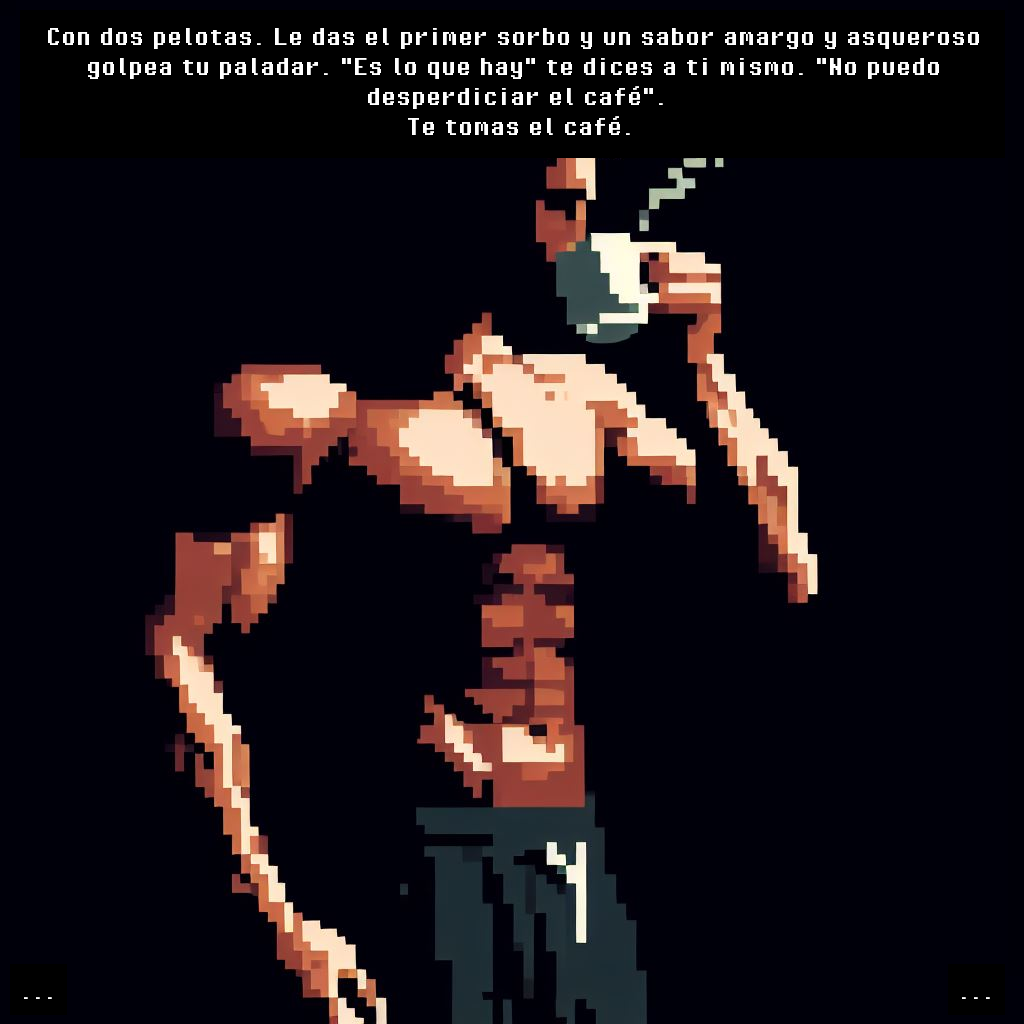 Con dos pelotas. Le das el primer sorbo y un sabor amargo y asqueroso
golpea tu paladar. "Es lo que hay" te dices a ti mismo. "No puedo
desperdiciar el café".
Te tomas el café.
...
...